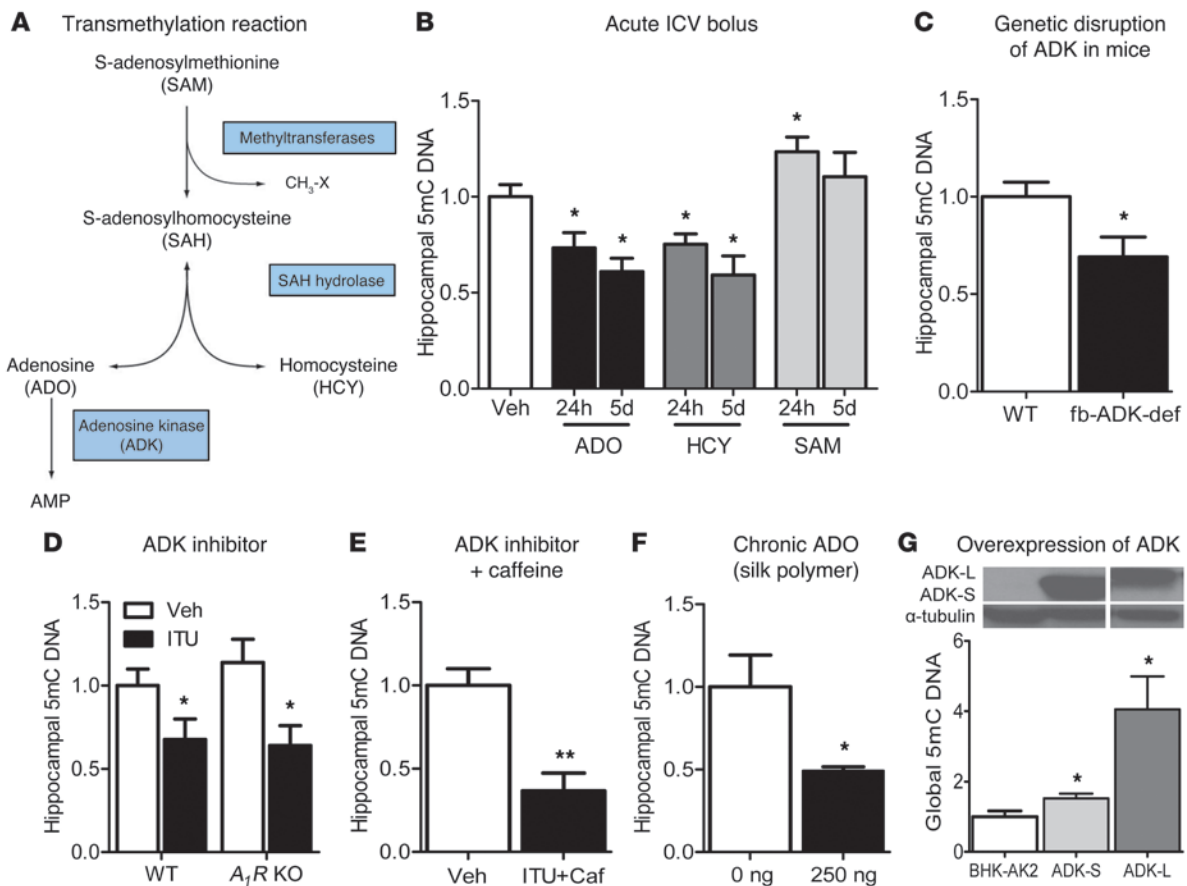 A Transmethylation reaction
S-adenosylmethionine
(SAM)
Methyltransferases
CH₃-X
S-adenosylhomocysteine
(SAH)
SAH hydrolase
Adenosine
(ADO)
Homocysteine
(HCY)
Adenosine kinase
(ADK)
AMP
B Acute ICV bolus
Hippocampal 5mC DNA
1.5
1.0
0.5
0.0
* * * * *
Veh 24h 5d 24h 5d 24h 5d
ADO HCY SAM
C Genetic disruption
of ADK in mice
Hippocampal 5mC DNA
1.5
1.0
0.5
0.0
*
WT fb-ADK-def
D ADK inhibitor
Hippocampal 5mC DNA
1.5
1.0
0.5
0.0
Veh
ITU
* *
WT A₁R KO
E ADK inhibitor
+ caffeine
Hippocampal 5mC DNA
1.5
1.0
0.5
0.0
**
Veh ITU+Caf
F Chronic ADO
(silk polymer)
Hippocampal 5mC DNA
1.5
1.0
0.5
0.0
*
0 ng 250 ng
G Overexpression of ADK
ADK-L
ADK-S
α-tubulin
Global 5mC DNA
6
4
2
0
* *
BHK-AK2 ADK-S ADK-L